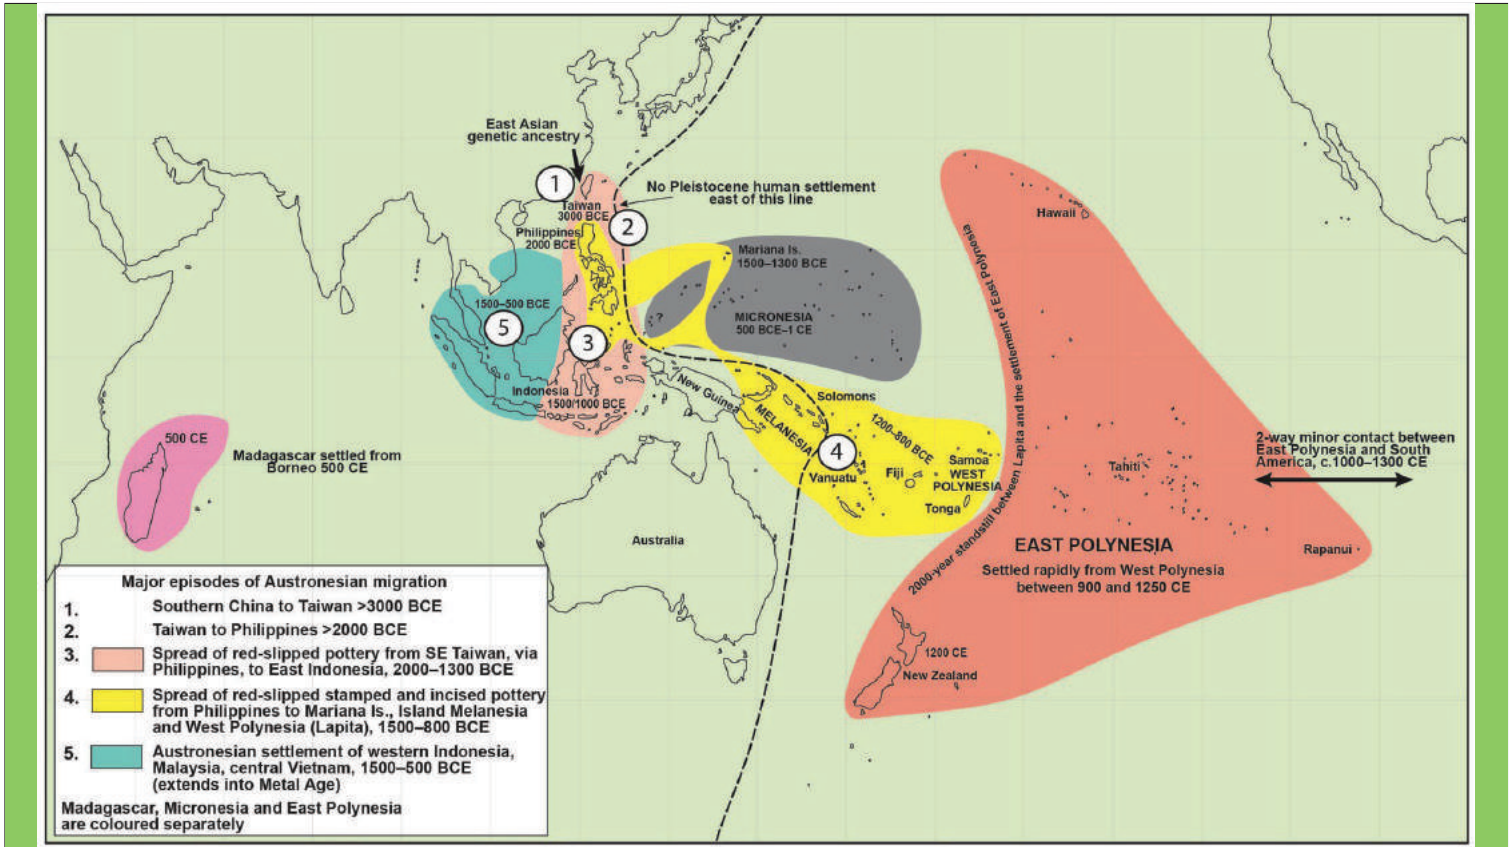 East Asian
genetic ancestry
1
No Pleistocene human settlement
east of this line
Taiwan
3000 BCE
2
Philippines
2000 BCE
Hawaii
Mariana Is.
1500–1300 BCE
MICRONESIA
500 BCE–1 CE
?
1500–500 BCE
5
3
Indonesia
1500/1000 BCE
New Guinea
MELANESIA
Solomons
1200–800 BCE
4
Vanuatu
Fiji
Samoa
WEST
POLYNESIA
Tonga
2000-year standstill between Lapita and the settlement of East Polynesia
Tahiti
2-way minor contact between
East Polynesia and South
America, c.1000–1300 CE
500 CE
Madagascar settled from
Borneo 500 CE
Australia
EAST POLYNESIA
Settled rapidly from West Polynesia
between 900 and 1250 CE
Rapanui
1200 CE
New Zealand
Major episodes of Austronesian migration
1. Southern China to Taiwan >3000 BCE
2. Taiwan to Philippines >2000 BCE
3. Spread of red-slipped pottery from SE Taiwan, via
Philippines, to East Indonesia, 2000–1300 BCE
4. Spread of red-slipped stamped and incised pottery
from Philippines to Mariana Is., Island Melanesia
and West Polynesia (Lapita), 1500–800 BCE
5. Austronesian settlement of western Indonesia,
Malaysia, central Vietnam, 1500–500 BCE
(extends into Metal Age)
Madagascar, Micronesia and East Polynesia
are coloured separately